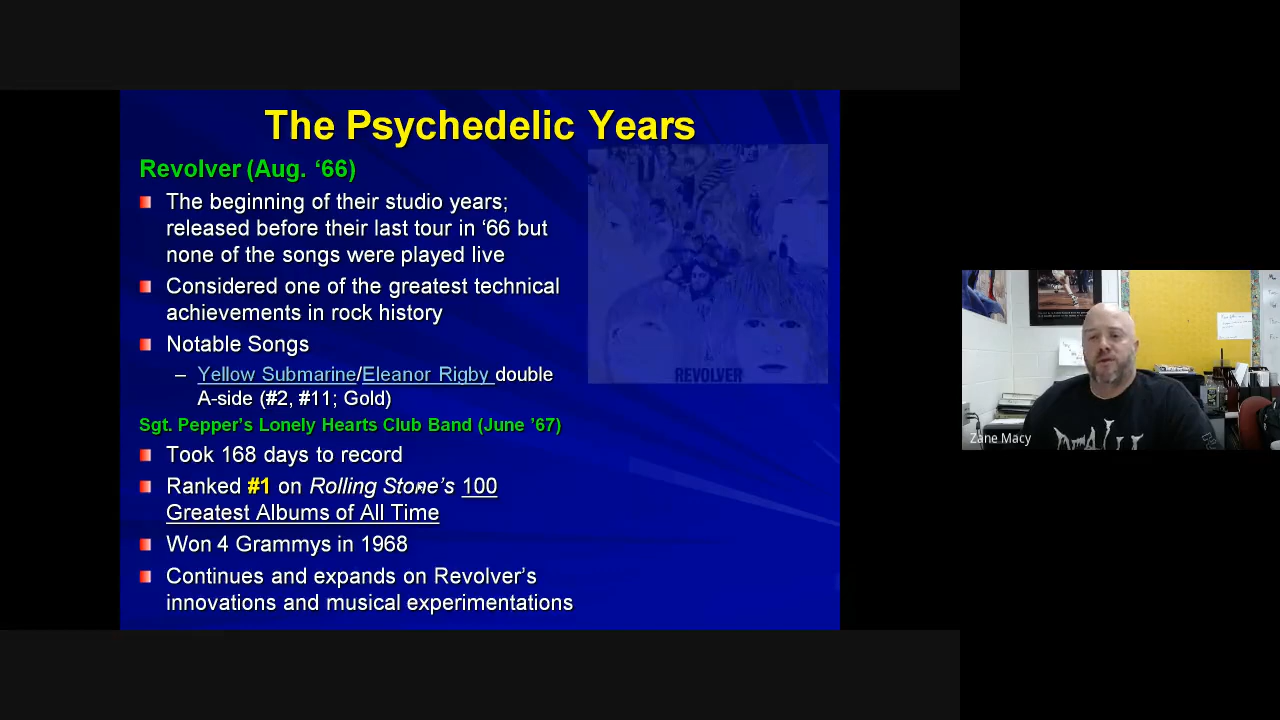 The Psychedelic Years
Revolver (Aug. ‘66)
The beginning of their studio years;
released before their last tour in ‘66 but
none of the songs were played live
Considered one of the greatest technical
achievements in rock history
Notable Songs
– Yellow Submarine/Eleanor Rigby double
A-side (#2, #11; Gold)
REVOLVER
Sgt. Pepper’s Lonely Hearts Club Band (June ’67)
Took 168 days to record
Ranked #1 on Rolling Stone’s 100
Greatest Albums of All Time
Won 4 Grammys in 1968
Continues and expands on Revolver’s
innovations and musical experimentations
Zane Macy